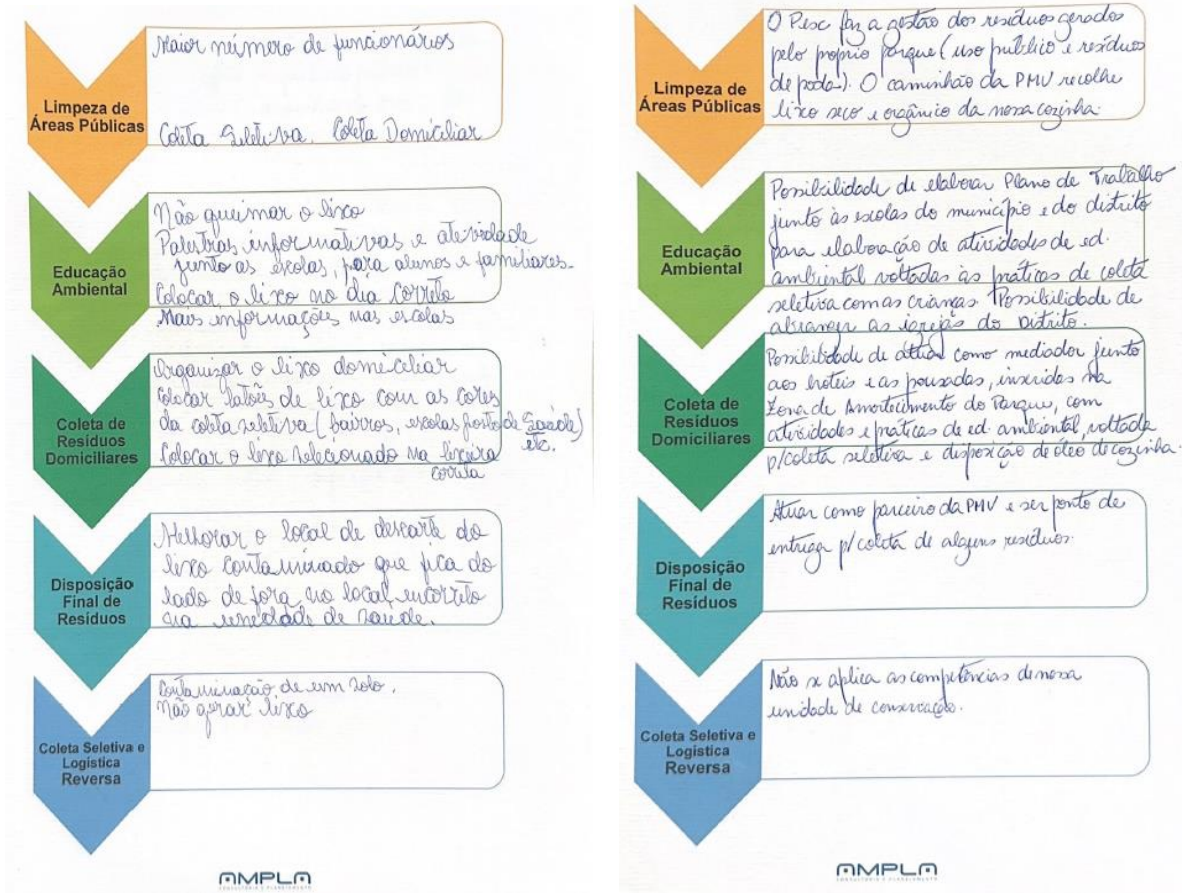 Limpeza de
Áreas Públicas
Maior número de funcionários
Coleta Seletiva. Coleta Domiciliar
Educação
Ambiental
Não queimar o lixo
Palestras informativas e atividade
junto as escolas, para alunos e familiares.
Colocar o lixo no dia correto
Mais informações nas escolas
Coleta de
Resíduos
Domiciliares
Organizar o lixo domiciliar
Colocar latões de lixo com as cores
da coleta seletiva (bairros, escolas ponto de Saúde)
etc.
Colocar o lixo selecionado na lixeira
correta
Disposição
Final de
Resíduos
Melhorar o local de descarte do
lixo contaminado que fica do
lado de fora no local incorreto
na unidade de saude.
Coleta Seletiva e
Logística
Reversa
Contaminação de um solo.
Não gerar lixo
AMPLA
CONSULTORIA E PLANEJAMENTO
Limpeza de
Áreas Públicas
O Pesc faz a gestão dos resíduos gerados
pelo proprio parque (uso público e resíduos
de poda). O caminhão da PMV recolhe
lixo seco e orgânico da nossa cozinha.
Educação
Ambiental
Possibilidade de elaborar Plano de Trabalho
junto às escolas do município e do distrito
para elaboração de atividades de ed.
ambiental voltadas às práticas de coleta
seletiva com as crianças. Possibilidade de
abranger as igrejas do Distrito.
Coleta de
Resíduos
Domiciliares
Possibilidade de atuar como mediador junto
aos hoteis e as pousadas, inseridas na
Zona de Amortecimento do Parque, com
atividades e práticas de ed. ambiental, voltada
p/ coleta seletiva e disposição de óleo de cozinha.
Disposição
Final de
Resíduos
Atuar como parceiro da PMV e ser ponto de
entrega p/ coleta de alguns resíduos.
Coleta Seletiva e
Logística
Reversa
Não se aplica as competências de nossa
unidade de conservação.
AMPLA
CONSULTORIA E PLANEJAMENTO